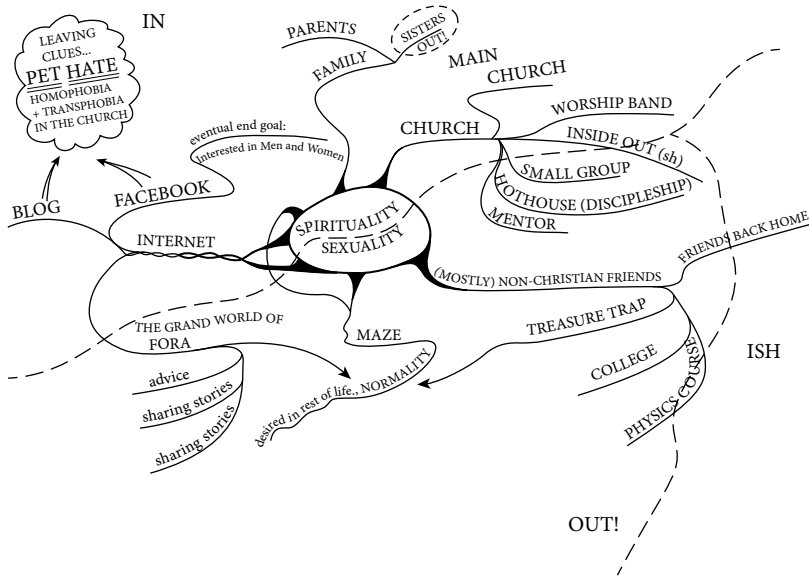 IN
LEAVING
CLUES...
PET HATE
HOMOPHOBIA
+ TRANSPHOBIA
IN THE CHURCH
PARENTS
FAMILY
SISTERS
OUT!
MAIN
CHURCH
CHURCH
WORSHIP BAND
INSIDE OUT (sh)
SMALL GROUP
HOTHOUSE (DISCIPLESHIP)
MENTOR
eventual end goal:
Interested in Men and Women
FACEBOOK
BLOG
INTERNET
SPIRITUALITY
SEXUALITY
(MOSTLY) NON-CHRISTIAN FRIENDS
FRIENDS BACK HOME
THE GRAND WORLD OF
FORA
advice
sharing stories
sharing stories
MAZE
desired in rest of life., NORMALITY
TREASURE TRAP
COLLEGE
PHYSICS COURSE
ISH
OUT!